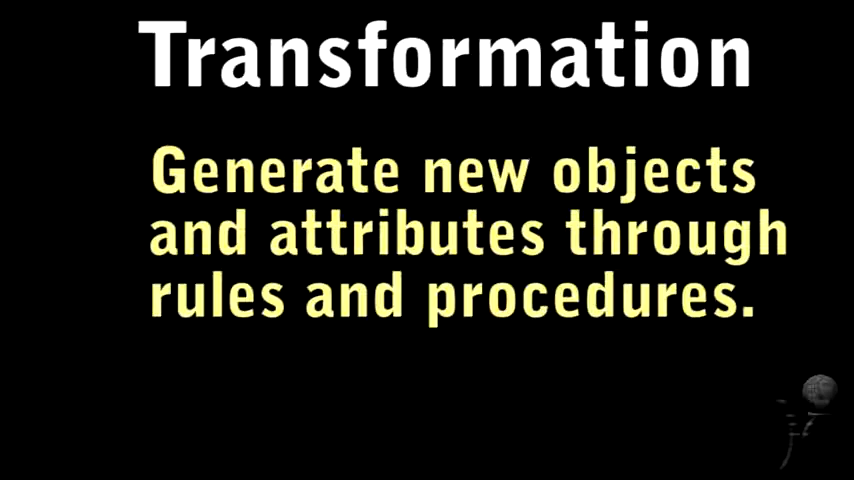 Transformation
Generate new objects
and attributes through
rules and procedures.